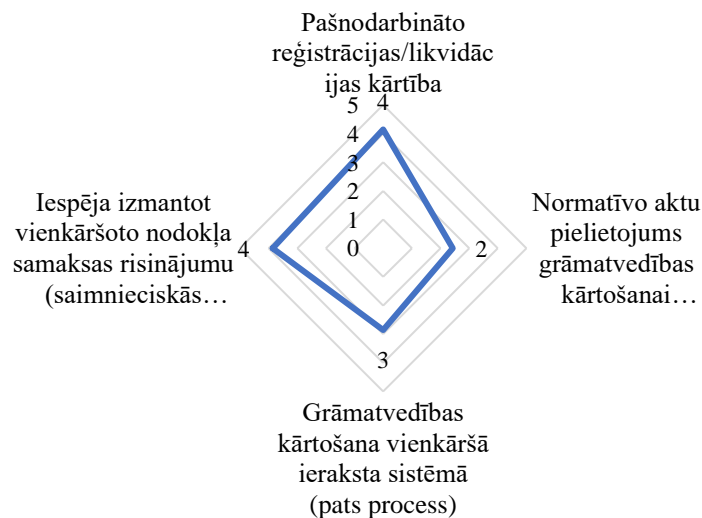 Pašnodarbināto
reģistrācijas/likvidāc
ijas kārtība
4
5
4
3
2
1
0
Iespēja izmantot
vienkāršoto nodokļa
samaksas risinājumu
(saimnieciskās…
4
2
Normatīvo aktu
pielietojums
grāmatvedības
kārtošanai…
3
Grāmatvedības
kārtošana vienkāršā
ieraksta sistēmā
(pats process)